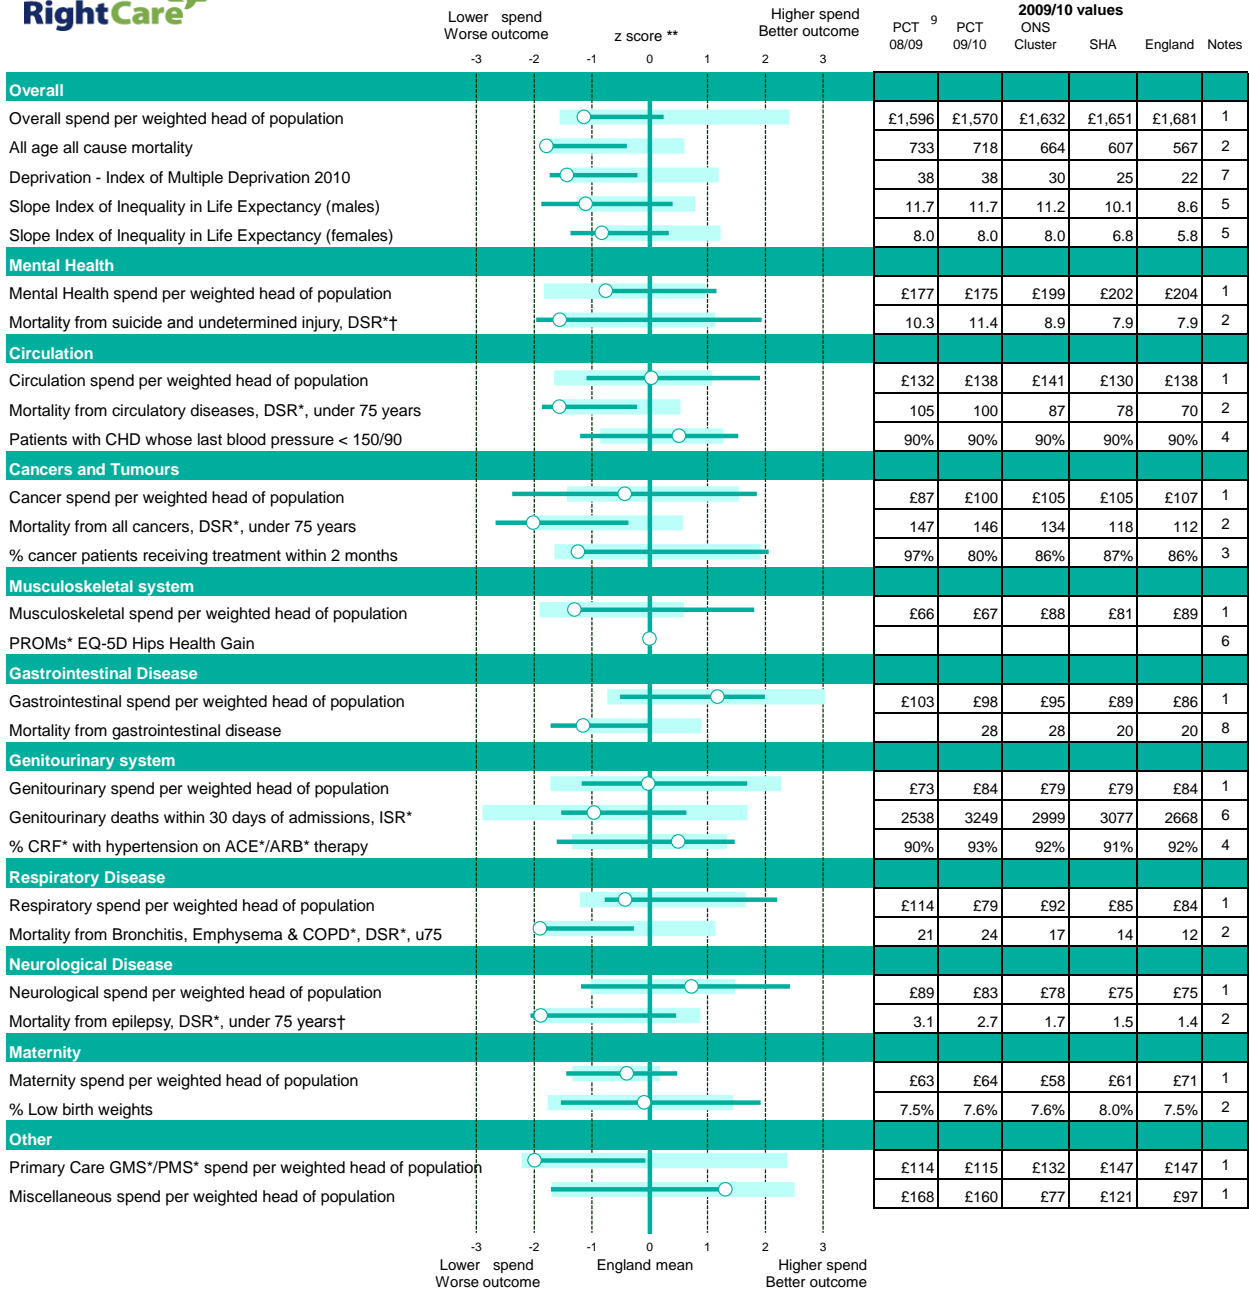 RightCare
Lower spend
Worse outcome
z score **
Higher spend
Better outcome
2009/10 values
PCT 9 PCT ONS
08/09 09/10 Cluster SHA England Notes
-3 -2 -1 0 1 2 3
Overall
Overall spend per weighted head of population £1,596 £1,570 £1,632 £1,651 £1,681 1
All age all cause mortality 733 718 664 607 567 2
Deprivation - Index of Multiple Deprivation 2010 38 38 30 25 22 7
Slope Index of Inequality in Life Expectancy (males) 11.7 11.7 11.2 10.1 8.6 5
Slope Index of Inequality in Life Expectancy (females) 8.0 8.0 8.0 6.8 5.8 5
Mental Health
Mental Health spend per weighted head of population £177 £175 £199 £202 £204 1
Mortality from suicide and undetermined injury, DSR*† 10.3 11.4 8.9 7.9 7.9 2
Circulation
Circulation spend per weighted head of population £132 £138 £141 £130 £138 1
Mortality from circulatory diseases, DSR*, under 75 years 105 100 87 78 70 2
Patients with CHD whose last blood pressure < 150/90 90% 90% 90% 90% 90% 4
Cancers and Tumours
Cancer spend per weighted head of population £87 £100 £105 £105 £107 1
Mortality from all cancers, DSR*, under 75 years 147 146 134 118 112 2
% cancer patients receiving treatment within 2 months 97% 80% 86% 87% 86% 3
Musculoskeletal system
Musculoskeletal spend per weighted head of population £66 £67 £88 £81 £89 1
PROMs* EQ-5D Hips Health Gain 6
Gastrointestinal Disease
Gastrointestinal spend per weighted head of population £103 £98 £95 £89 £86 1
Mortality from gastrointestinal disease 28 28 20 20 8
Genitourinary system
Genitourinary spend per weighted head of population £73 £84 £79 £79 £84 1
Genitourinary deaths within 30 days of admissions, ISR* 2538 3249 2999 3077 2668 6
% CRF* with hypertension on ACE*/ARB* therapy 90% 93% 92% 91% 92% 4
Respiratory Disease
Respiratory spend per weighted head of population £114 £79 £92 £85 £84 1
Mortality from Bronchitis, Emphysema & COPD*, DSR*, u75 21 24 17 14 12 2
Neurological Disease
Neurological spend per weighted head of population £89 £83 £78 £75 £75 1
Mortality from epilepsy, DSR*, under 75 years† 3.1 2.7 1.7 1.5 1.4 2
Maternity
Maternity spend per weighted head of population £63 £64 £58 £61 £71 1
% Low birth weights 7.5% 7.6% 7.6% 8.0% 7.5% 2
Other
Primary Care GMS*/PMS* spend per weighted head of population £114 £115 £132 £147 £147 1
Miscellaneous spend per weighted head of population £168 £160 £77 £121 £97 1
-3 -2 -1 0 1 2 3
Lower spend
Worse outcome
England mean
Higher spend
Better outcome